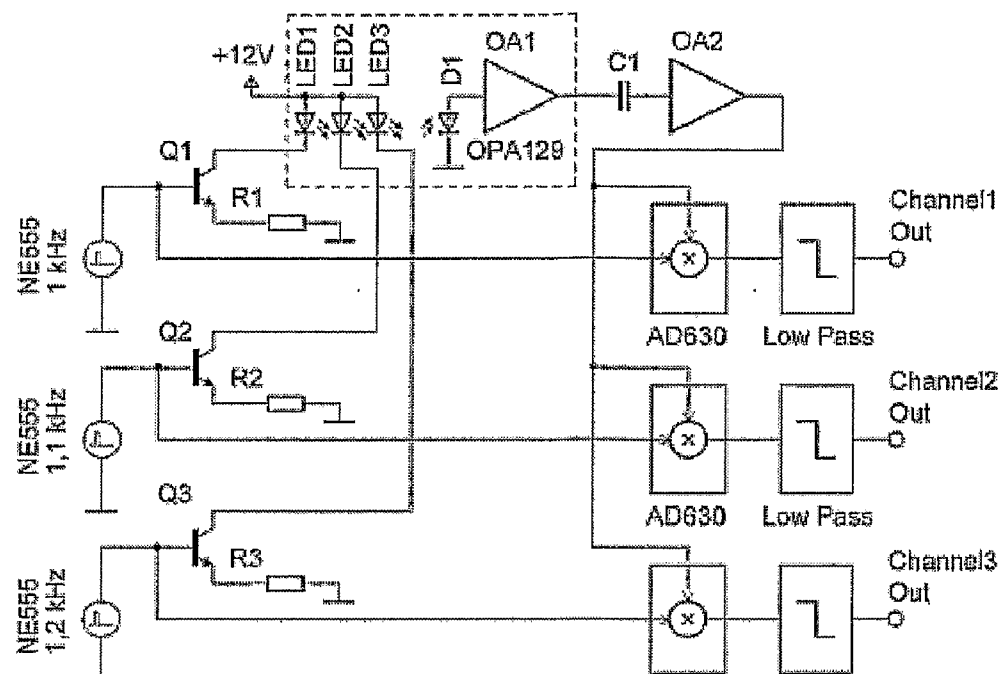 +12V
LED1
LED2
LED3
D1
OA1
OPA129
C1
OA2
Q1
R1
NE555
1 kHz
AD630
Low Pass
Channel1
Out
Q2
R2
NE555
1,1 kHz
AD630
Low Pass
Channel2
Out
Q3
R3
NE555
1,2 kHz
Channel3
Out